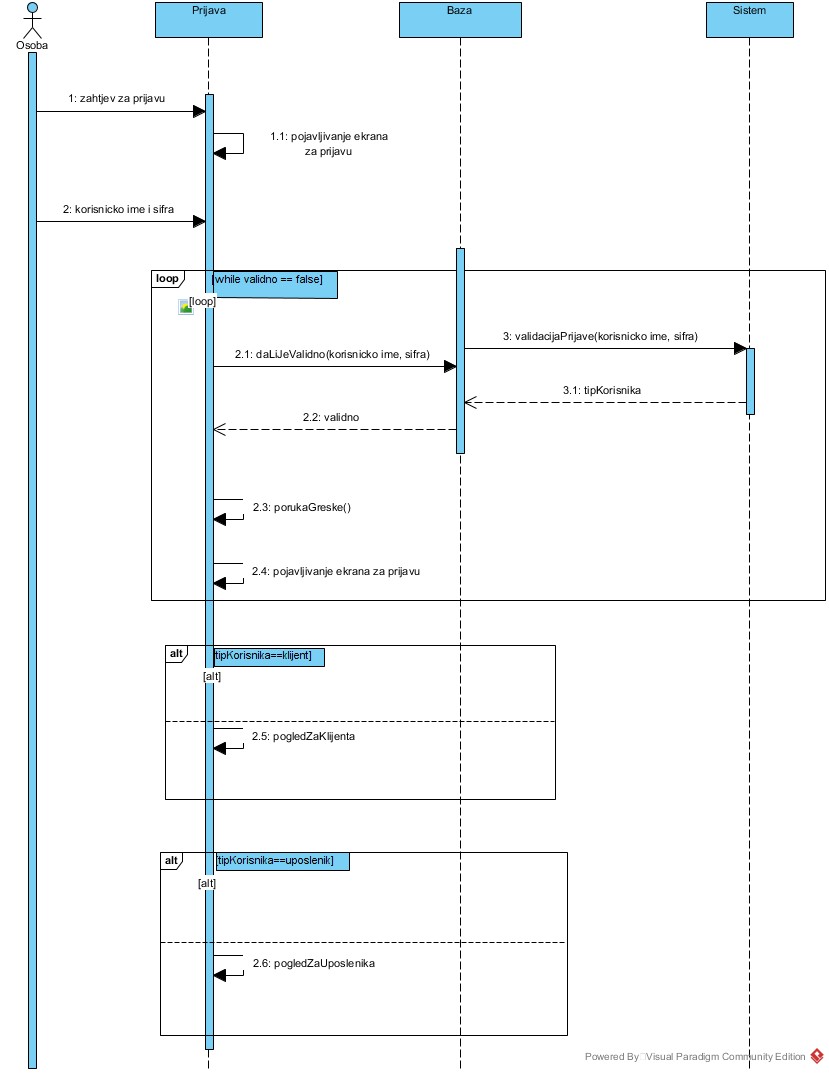 Prijava
Baza
Sistem
Osoba
1: zahtjev za prijavu
1.1: pojavljivanje ekrana
za prijavu
2: korisnicko ime i sifra
loop
[while validno == false]
[loop]
3: validacijaPrijave(korisnicko ime, sifra)
2.1: daLiJeValidno(korisnicko ime, sifra)
3.1: tipKorisnika
2.2: validno
2.3: porukaGreske()
2.4: pojavljivanje ekrana za prijavu
alt
[tipKorisnika==klijent]
[alt]
2.5: pogledZaKlijenta
alt
[tipKorisnika==uposlenik]
[alt]
2.6: pogledZaUposlenika
Powered By Visual Paradigm Community Edition